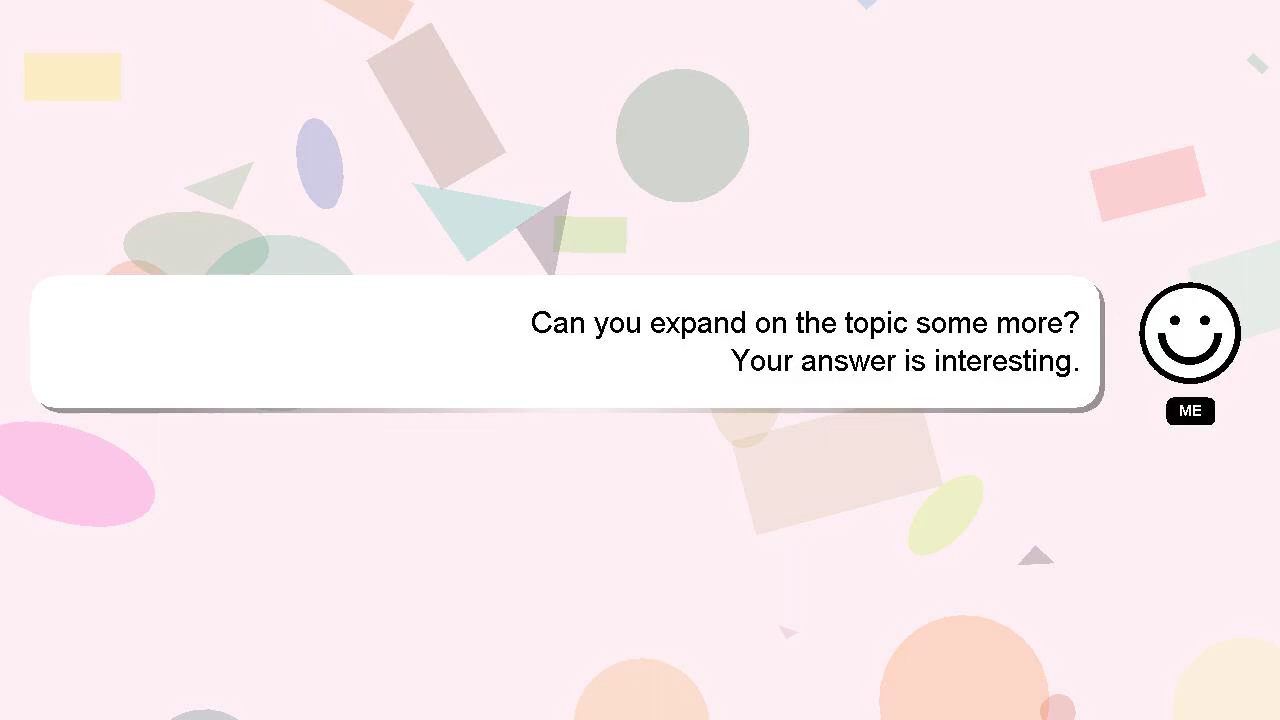 Can you expand on the topic some more?
Your answer is interesting.
ME